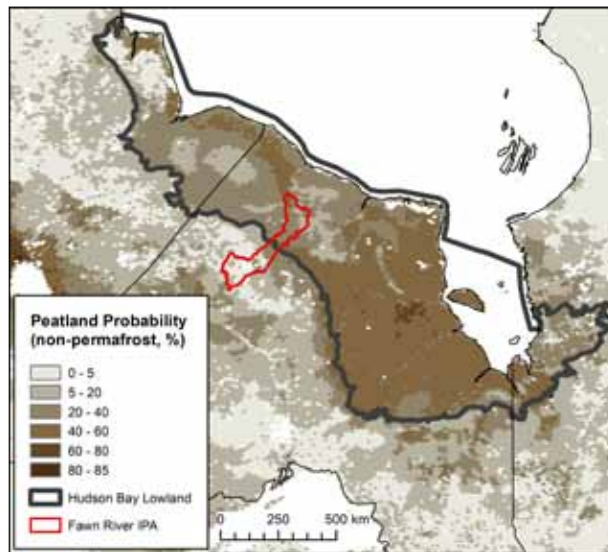 Peatland Probability
(non-permafrost, %)
0 - 5
5 - 20
20 - 40
40 - 60
60 - 80
80 - 85
Hudson Bay Lowland
Fawn River IPA
0 250 500 km